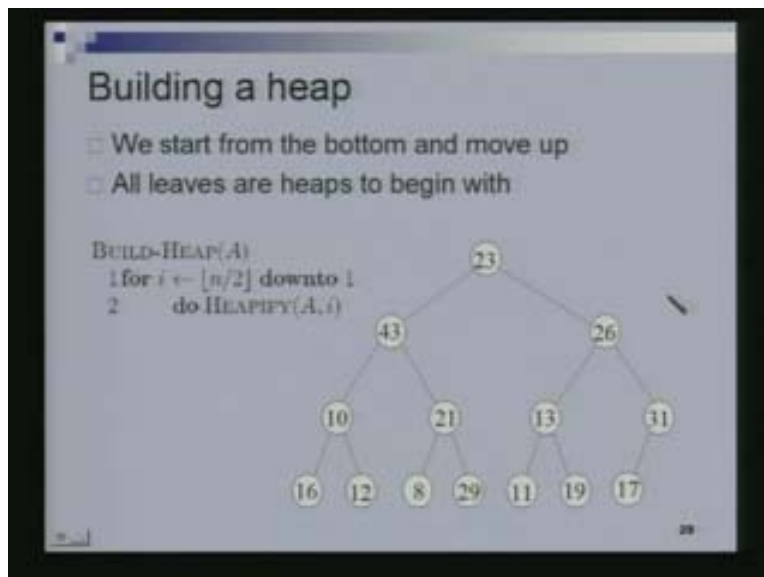 Building a heap
We start from the bottom and move up
All leaves are heaps to begin with
BUILD-HEAP(A)
1 for i ← ⌊n/2⌋ downto 1
2 do HEAPIFY(A, i)
23
43 26
10 21 13 31
16 12 8 29 11 19 17
29